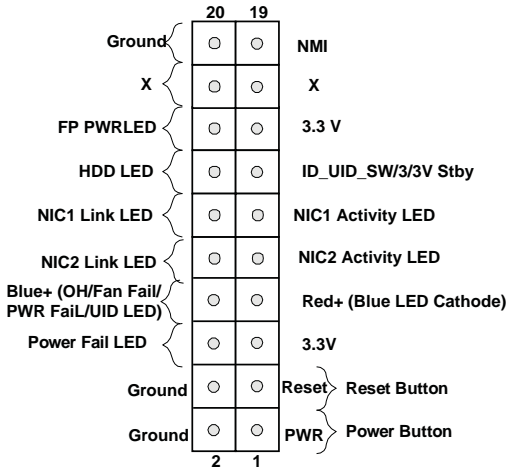 20 19
Ground NMI
X X
FP PWRLED 3.3 V
HDD LED ID_UID_SW/3/3V Stby
NIC1 Link LED NIC1 Activity LED
NIC2 Link LED NIC2 Activity LED
Blue+ (OH/Fan Fail/
PWR FaiL/UID LED) Red+ (Blue LED Cathode)
Power Fail LED 3.3V
Ground Reset Reset Button
Ground PWR Power Button
2 1